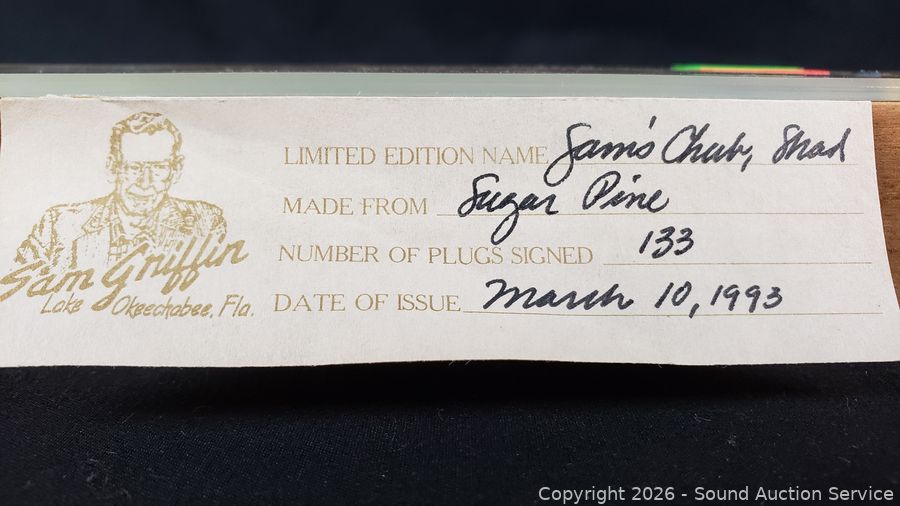 LIMITED EDITION NAME Sam's Chub, Shad
MADE FROM Sugar Pine
NUMBER OF PLUGS SIGNED 133
DATE OF ISSUE March 10, 1993
Sam Griffin
Lake Okeechobee, Fla.
Copyright © 2026 - Sound Auction Service